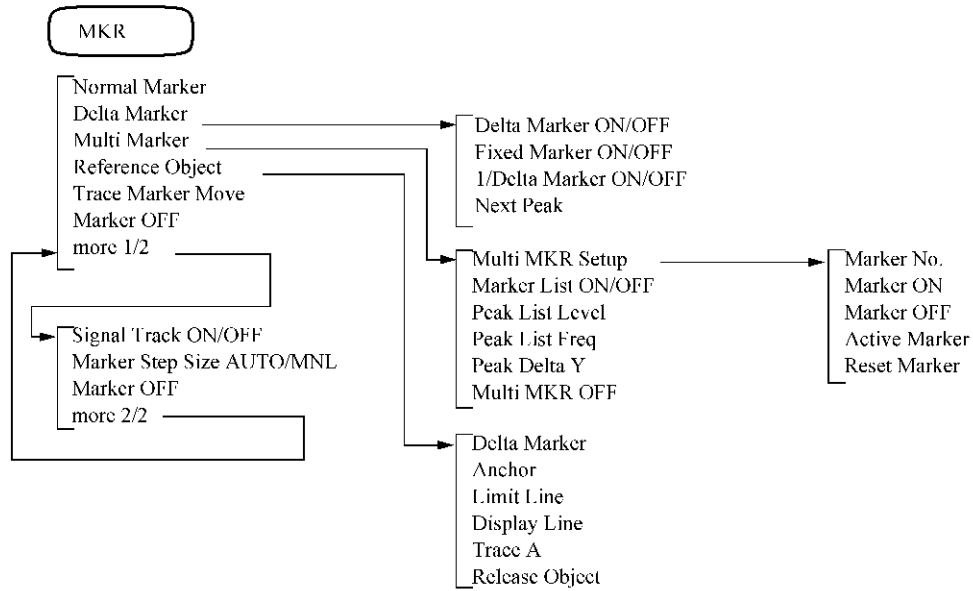 MKR
Normal Marker
Delta Marker
Multi Marker
Reference Object
Trace Marker Move
Marker OFF
more 1/2
Signal Track ON/OFF
Marker Step Size AUTO/MNL
Marker OFF
more 2/2
Delta Marker ON/OFF
Fixed Marker ON/OFF
1/Delta Marker ON/OFF
Next Peak
Multi MKR Setup
Marker List ON/OFF
Peak List Level
Peak List Freq
Peak Delta Y
Multi MKR OFF
Delta Marker
Anchor
Limit Line
Display Line
Trace A
Release Object
Marker No.
Marker ON
Marker OFF
Active Marker
Reset Marker